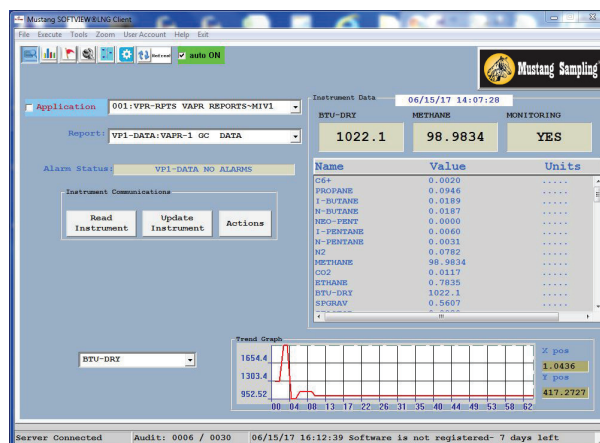 Mustang SOFTVIEW®LNG Client
File Execute Tools Zoom User Account Help Exit
auto ON
Mustang Sampling
Application 001:VPR-RPTS VAPR REPORTS-MIV1
Report: VP1-DATA:VAPR-1 GC DATA
Alarm Status: VP1-DATA NO ALARMS
Instrument Communications
Read Instrument
Update Instrument
Actions
Instrument Data 06/15/17 14:07:28
BTU-DRY METHANE MONITORING
1022.1 98.9834 YES
Name Value Units
C6+ 0.0020 .....
PROPANE 0.0946 .....
I-BUTANE 0.0189 .....
N-BUTANE 0.0187 .....
NEO-PENT 0.0000 .....
I-PENTANE 0.0060 .....
N-PENTANE 0.0031 .....
N2 0.0782 .....
METHANE 98.9834 .....
CO2 0.0117 .....
ETHANE 0.7835 .....
BTU-DRY 1022.1 .....
SPGRAV 0.5607 .....
BTU-DRY
Trend Graph
1654.4
1303.4
952.52
00 04 08 13 17 22 26 31 35 40 44 49 53 58 62
X pos
1.0436
Y pos
417.2727
Server Connected Audit: 0006 / 0030 06/15/17 16:12:39 Software is not registered- 7 days left